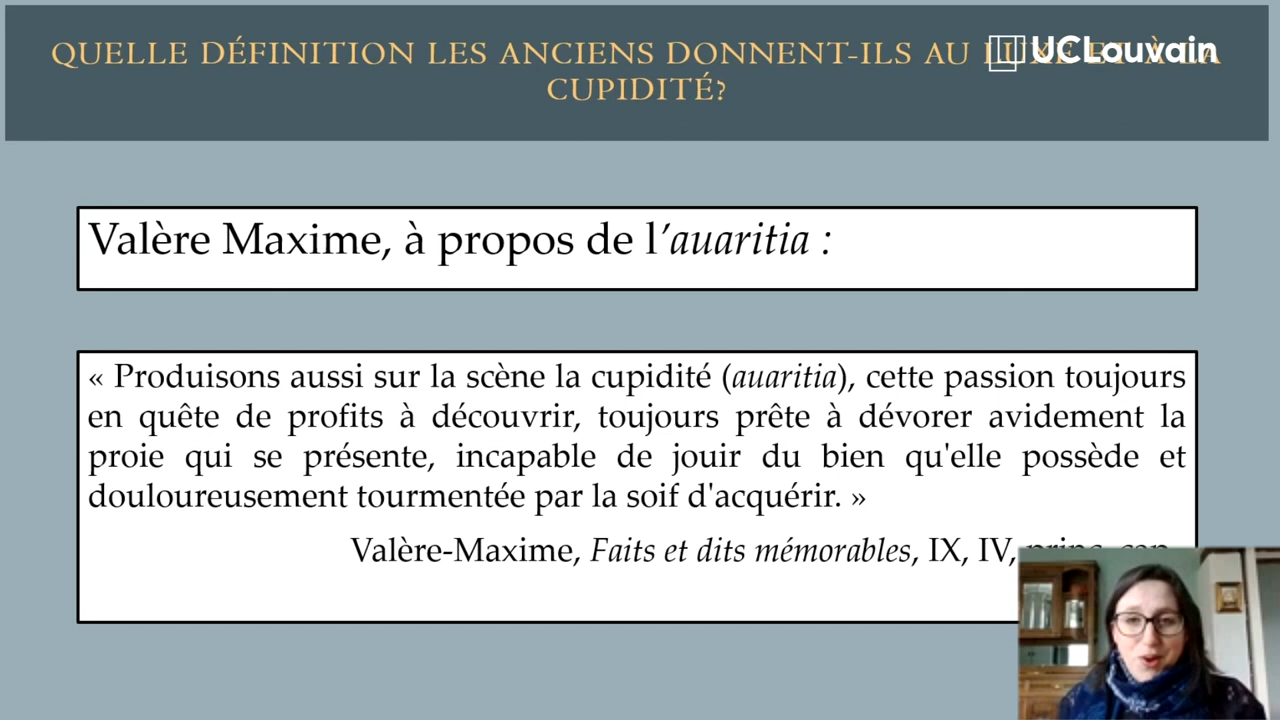 QUELLE DÉFINITION LES ANCIENS DONNENT-ILS AU ET À LA
UCLouvain
CUPIDITÉ?
Valère Maxime, à propos de l’auaritia :
« Produisons aussi sur la scène la cupidité (auaritia), cette passion toujours
en quête de profits à découvrir, toujours prête à dévorer avidement la
proie qui se présente, incapable de jouir du bien qu'elle possède et
douloureusement tourmentée par la soif d'acquérir. »
Valère-Maxime, Faits et dits mémorables, IX, IV,